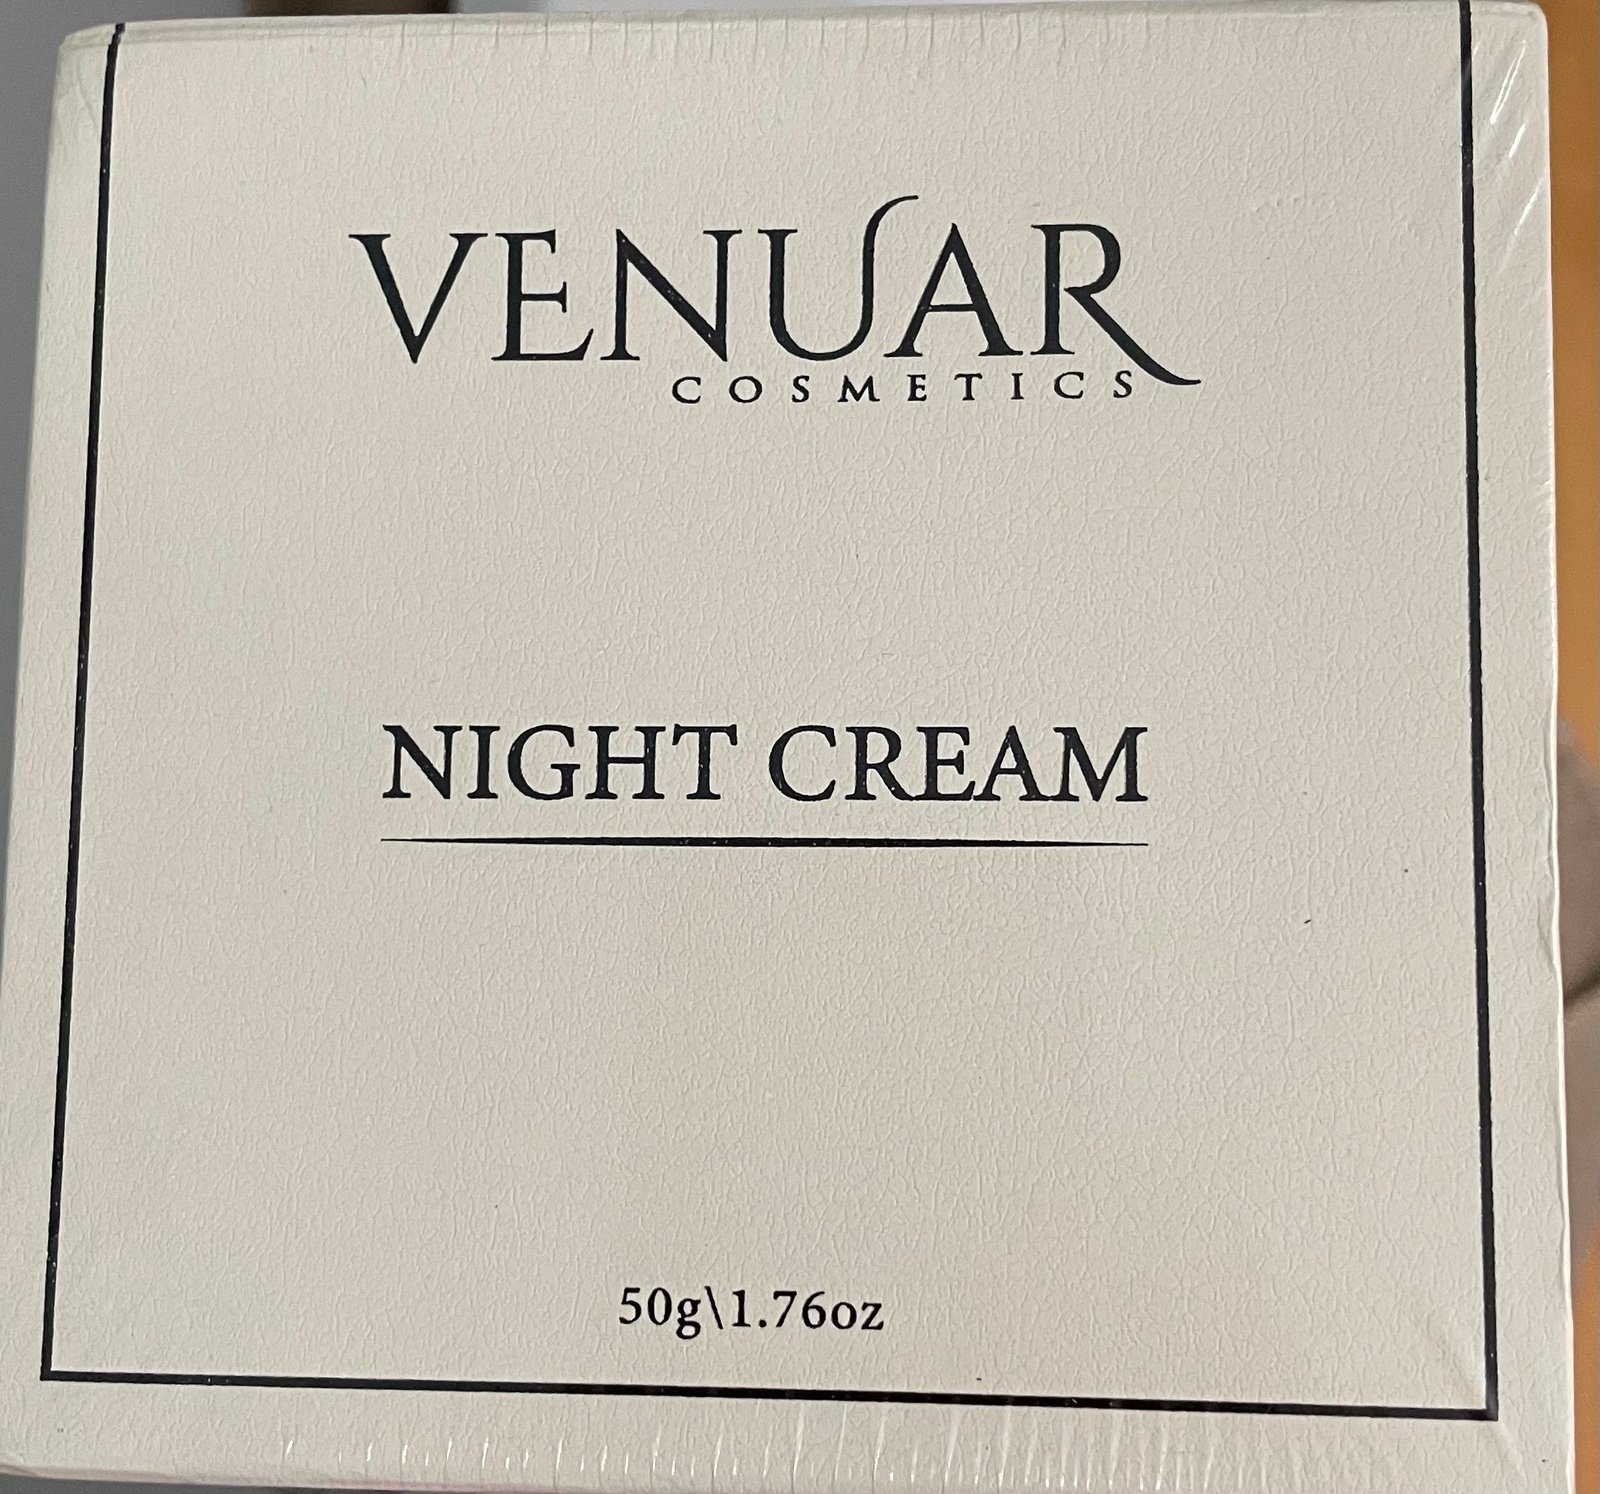 VENUAR
COSMETICS
NIGHT CREAM
50g\1.76oz